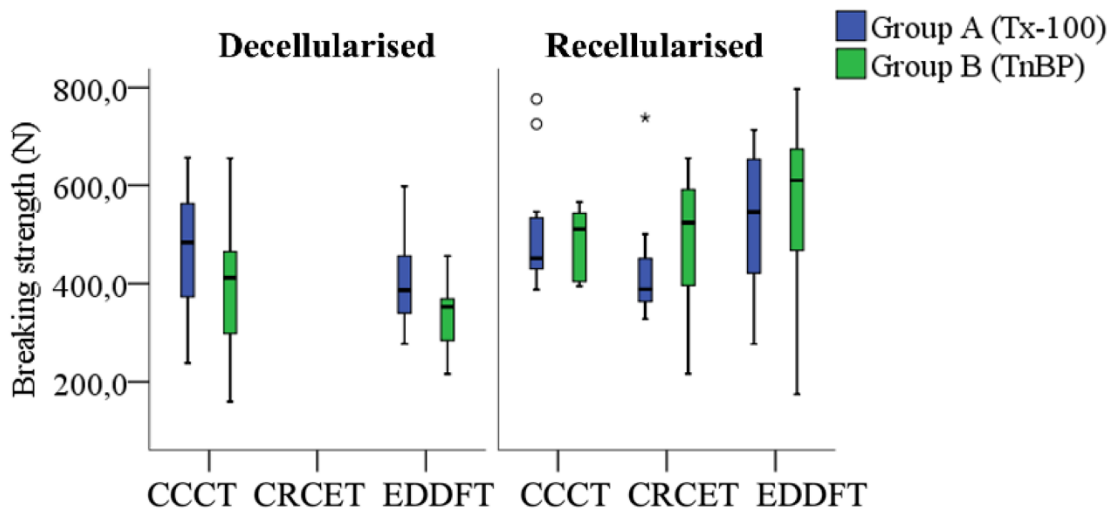 Decellularised
Recellularised
Group A (Tx-100)
Group B (TnBP)
Breaking strength (N)
800,0
600,0
400,0
200,0
CCCT CRCET EDDFT
CCCT CRCET EDDFT